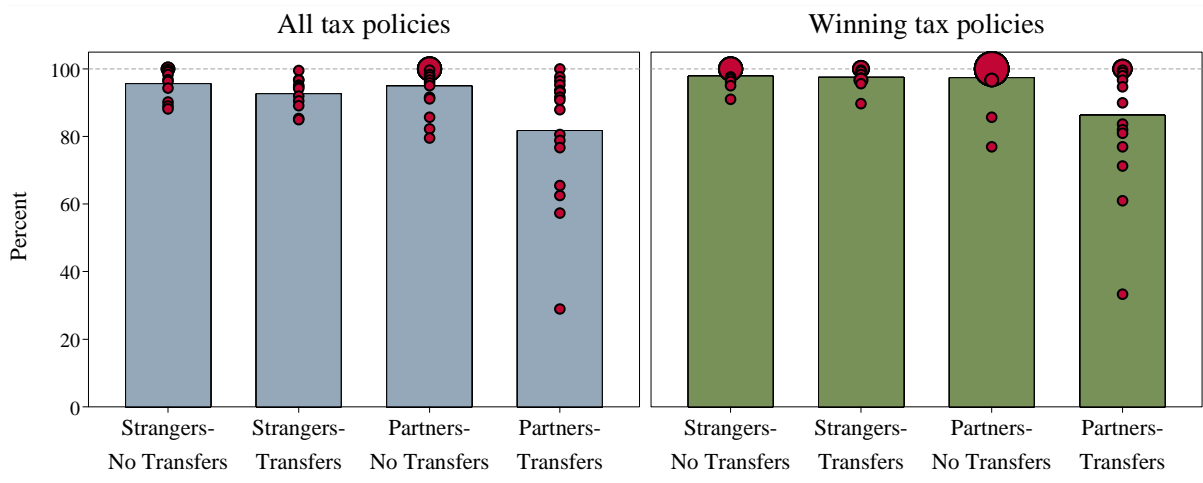 All tax policies
Winning tax policies
Percent
100
80
60
40
20
0
Strangers-
No Transfers
Strangers-
Transfers
Partners-
No Transfers
Partners-
Transfers
Strangers-
No Transfers
Strangers-
Transfers
Partners-
No Transfers
Partners-
Transfers